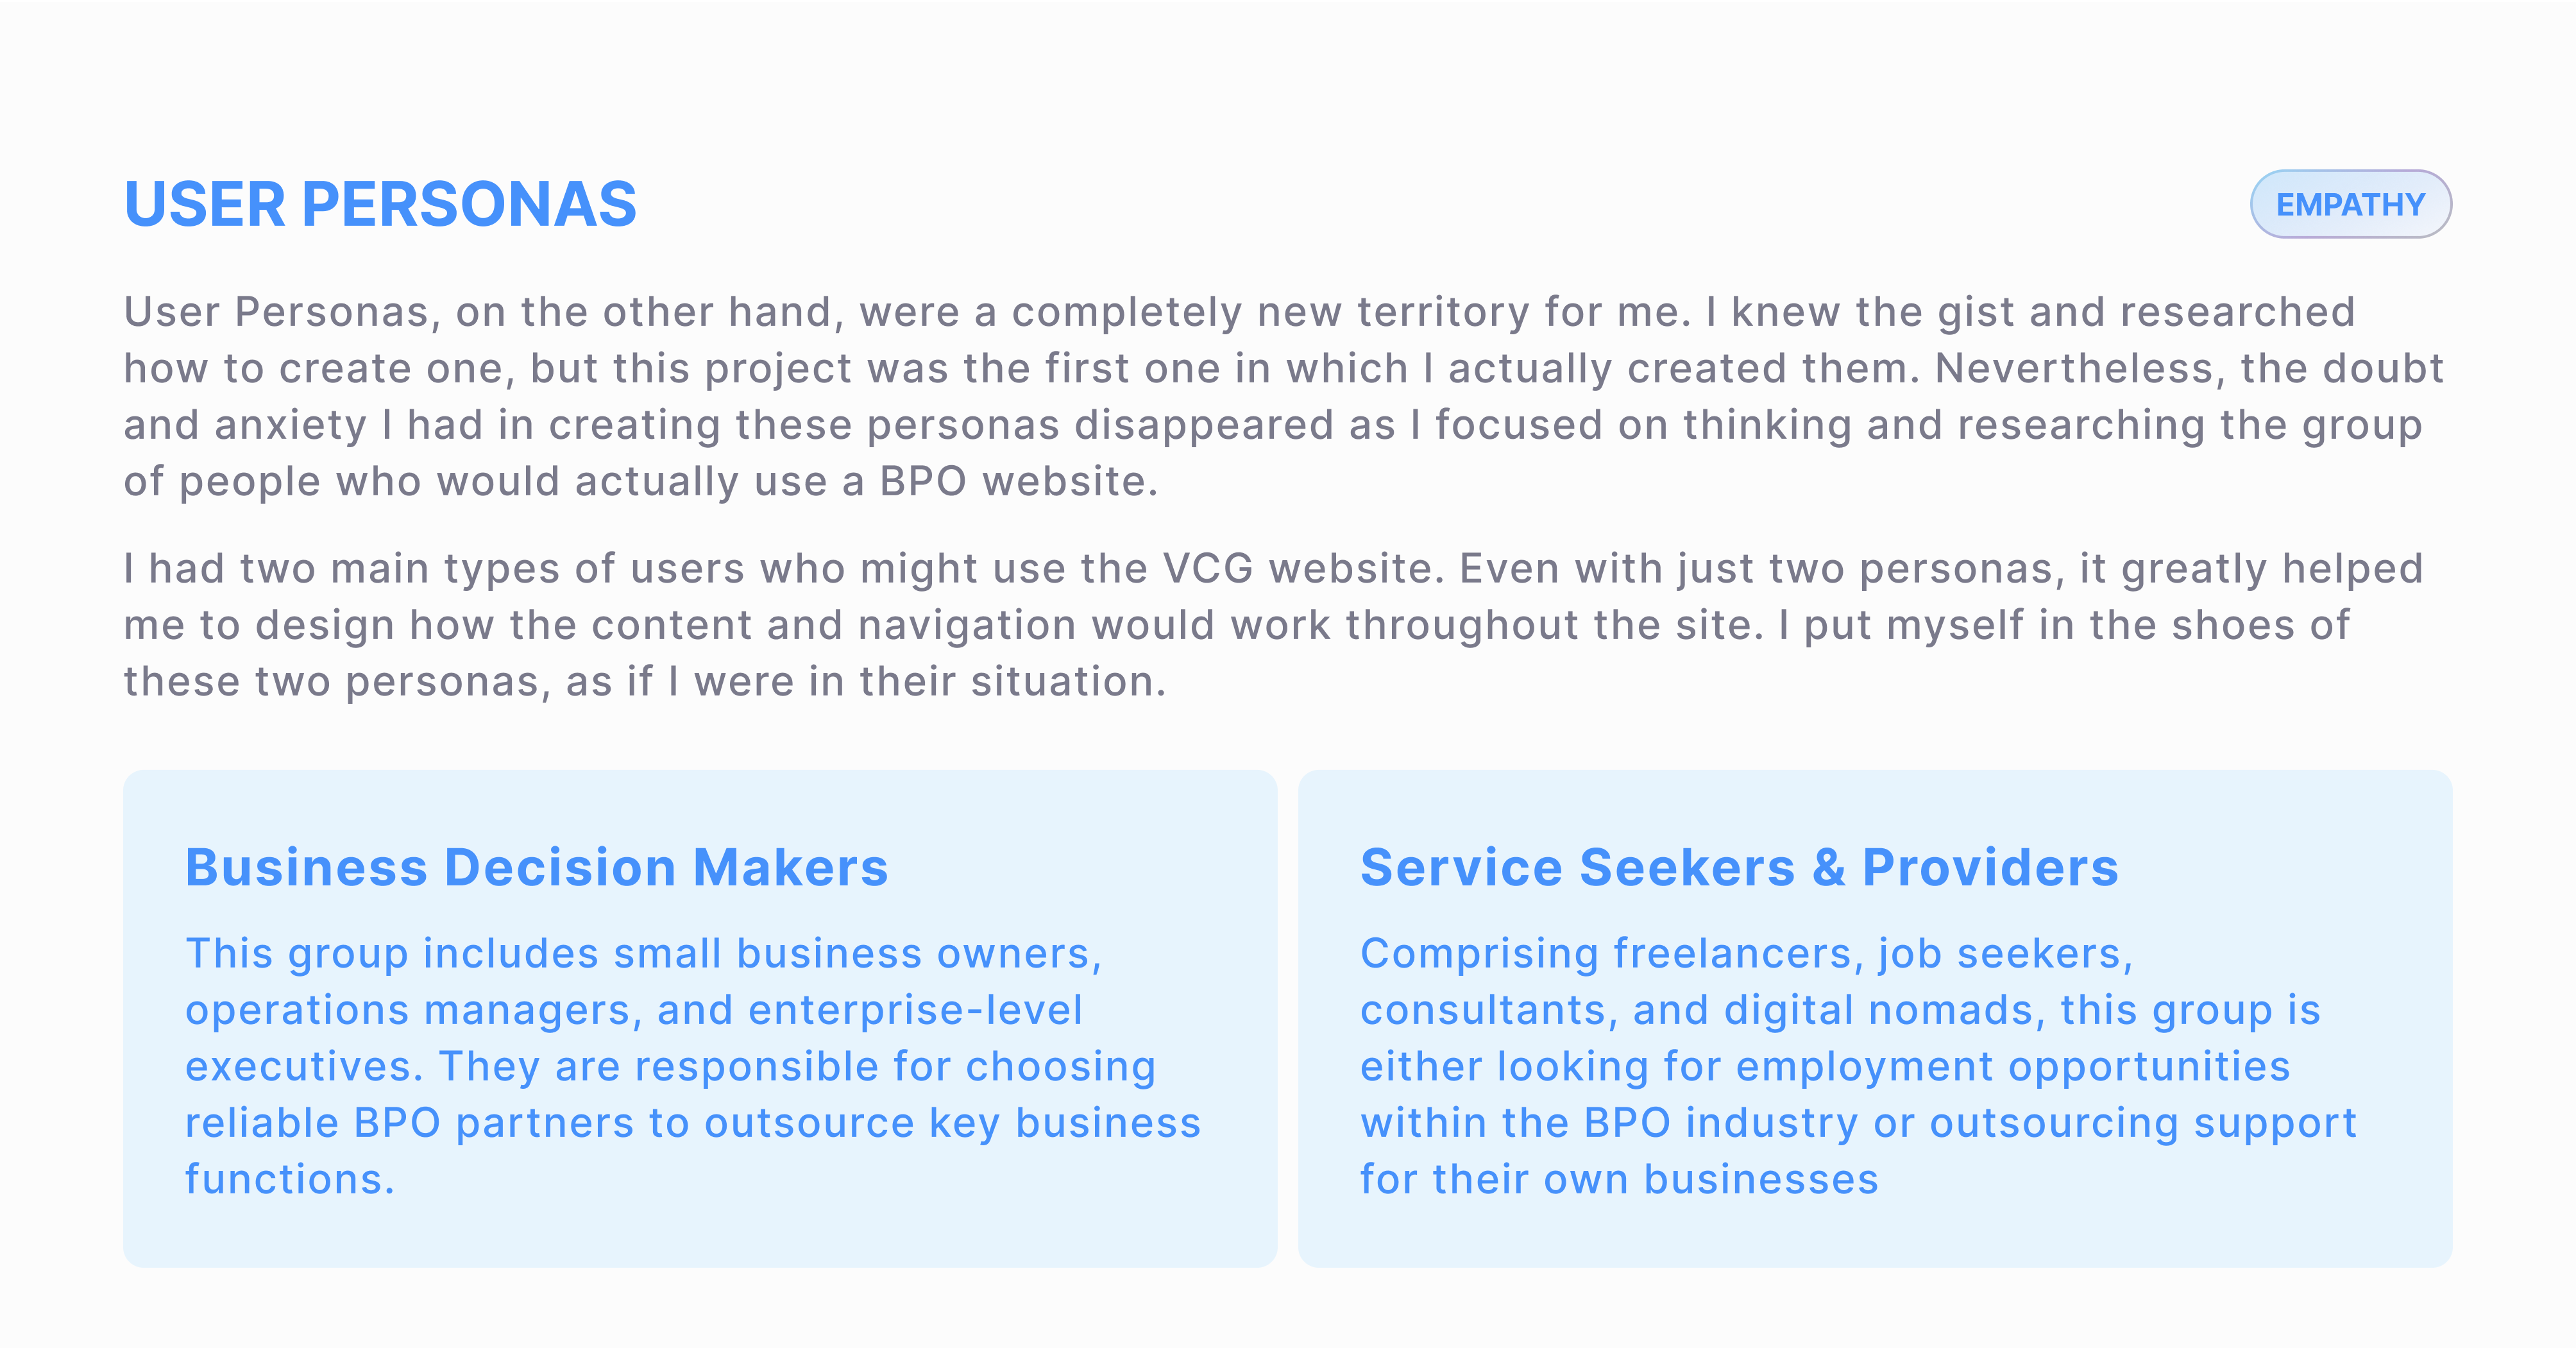 USER PERSONAS
EMPATHY
User Personas, on the other hand, were a completely new territory for me. I knew the gist and researched
how to create one, but this project was the first one in which I actually created them. Nevertheless, the doubt
and anxiety I had in creating these personas disappeared as I focused on thinking and researching the group
of people who would actually use a BPO website.
I had two main types of users who might use the VCG website. Even with just two personas, it greatly helped
me to design how the content and navigation would work throughout the site. I put myself in the shoes of
these two personas, as if I were in their situation.
Business Decision Makers
This group includes small business owners,
operations managers, and enterprise-level
executives. They are responsible for choosing
reliable BPO partners to outsource key business
functions.
Service Seekers & Providers
Comprising freelancers, job seekers,
consultants, and digital nomads, this group is
either looking for employment opportunities
within the BPO industry or outsourcing support
for their own businesses